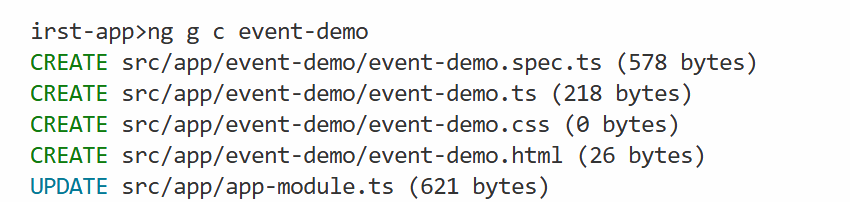 irst-app>ng g c event-demo
CREATE src/app/event-demo/event-demo.spec.ts (578 bytes)
CREATE src/app/event-demo/event-demo.ts (218 bytes)
CREATE src/app/event-demo/event-demo.css (0 bytes)
CREATE src/app/event-demo/event-demo.html (26 bytes)
UPDATE src/app/app-module.ts (621 bytes)